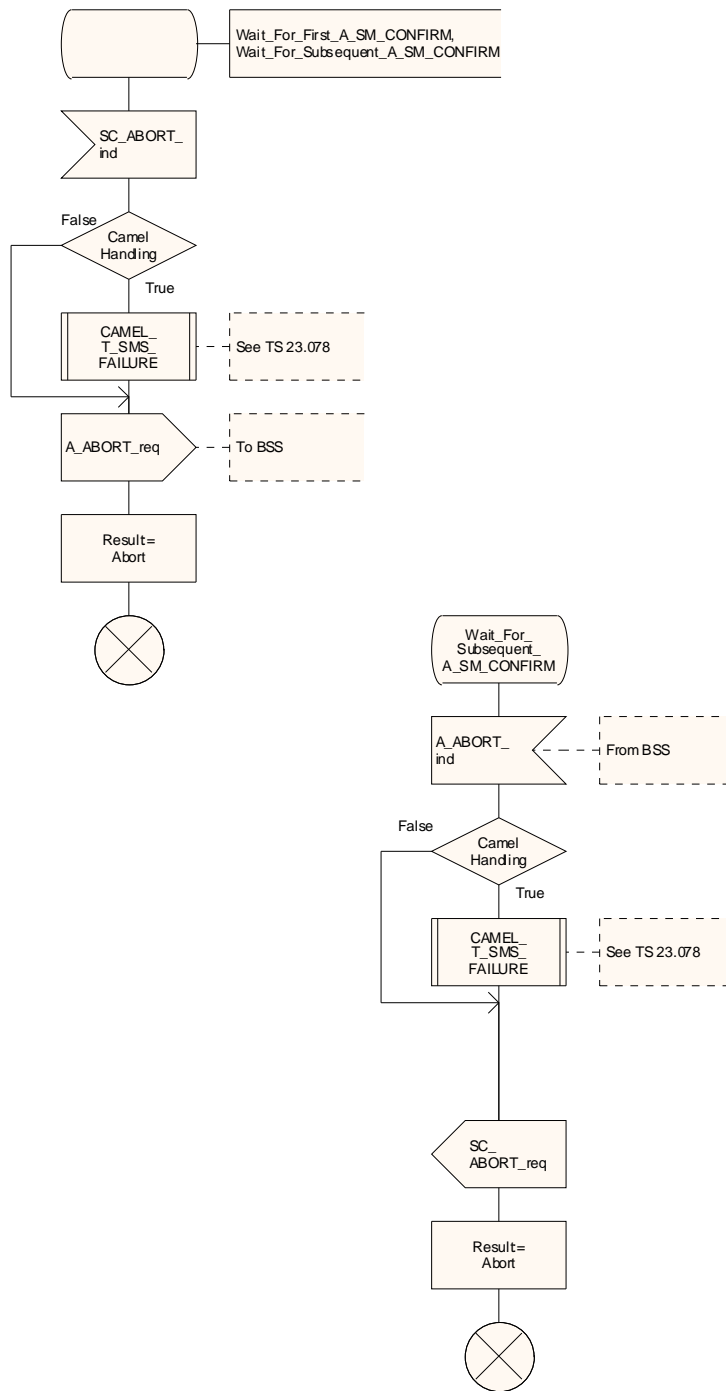 Wait_For_First_A_SM_CONFIRM,
Wait_For_Subsequent_A_SM_CONFIRM
SC_ABORT_
ind
False
Camel
Handling
True
CAMEL_
T_SMS_
FAILURE
See TS 23.078
A_ABORT_req
To BSS
Result=
Abort
Wait_For_
Subsequent_
A_SM_CONFIRM
A_ABORT_
ind
From BSS
False
Camel
Handling
True
CAMEL_
T_SMS_
FAILURE
See TS 23.078
SC_
ABORT_req
Result=
Abort